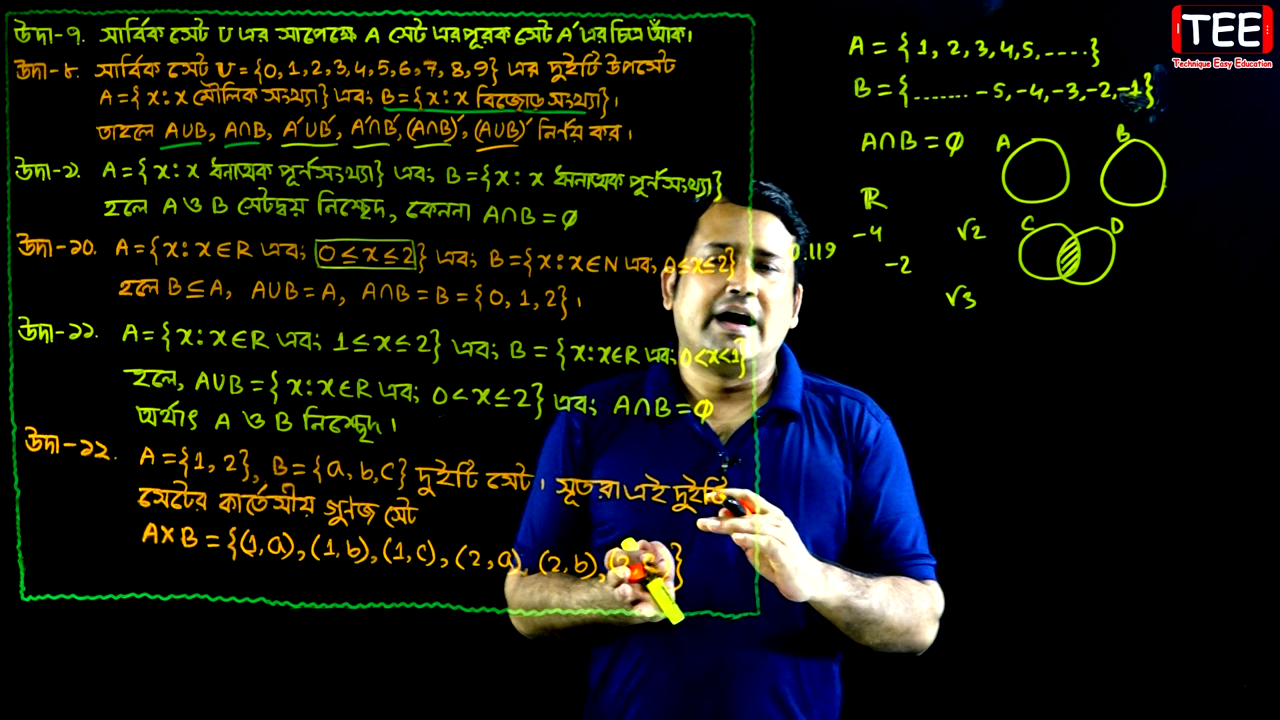 উদা-৭. সার্বিক সেট U এর সাপেক্ষে A সেট এর পূরক সেট A′ এর চিত্র আঁক।
উদা-৮. সার্বিক সেট U = {0, 1, 2, 3, 4, 5, 6, 7, 8, 9} এর দুইটি উপসেট
A = {x : x মৌলিক সংখ্যা} এবং B = {x : x বিজোড় সংখ্যা}।
তাহলে A∪B, A∩B, A′∪B′, A′∩B′, (A∩B)′, (A∪B)′ নির্ণয় কর।
উদা-৯. A = {x : x ধনাত্মক পূর্নসংখ্যা} এবং B = {x : x ঋনাত্মক পূর্নসংখ্যা}
হলে A ও B সেটদ্বয় নিশ্ছেদ, কেননা A∩B = φ
উদা-১০. A = {x : x∈R এবং 0 ≤ x ≤ 2} এবং B = {x : x∈N এবং 0 ≤ x ≤ 2}
হলে B ⊆ A, A∪B = A, A∩B = B = {0, 1, 2}।
উদা-১১. A = {x : x∈R এবং 1 ≤ x ≤ 2} এবং B = {x : x∈R এবং 0 < x < 1}
হলে, A∪B = {x : x∈R এবং 0 < x ≤ 2} এবং A∩B = φ
অর্থাৎ A ও B নিশ্ছেদ।
উদা-১২. A = {1, 2}, B = {a, b, c} দুইটি সেট। সূতরা এই দুইটি
সেটের কার্তেসীয় গুণজ সেট
A×B = {(1, a), (1, b), (1, c), (2, a), (2, b), (2
TEE
Technique Easy Education
A = {1, 2, 3, 4, 5, .....}
B = {....... -5, -4, -3, -2, -1}
A∩B = φ
A B
R
-4 √2
C D
0.119
-2
√3